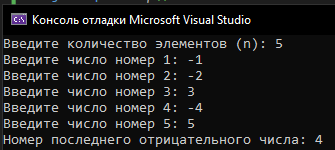 Консоль отладки Microsoft Visual Studio
Введите количество элементов (n): 5
Введите число номер 1: -1
Введите число номер 2: -2
Введите число номер 3: 3
Введите число номер 4: -4
Введите число номер 5: 5
Номер последнего отрицательного числа: 4